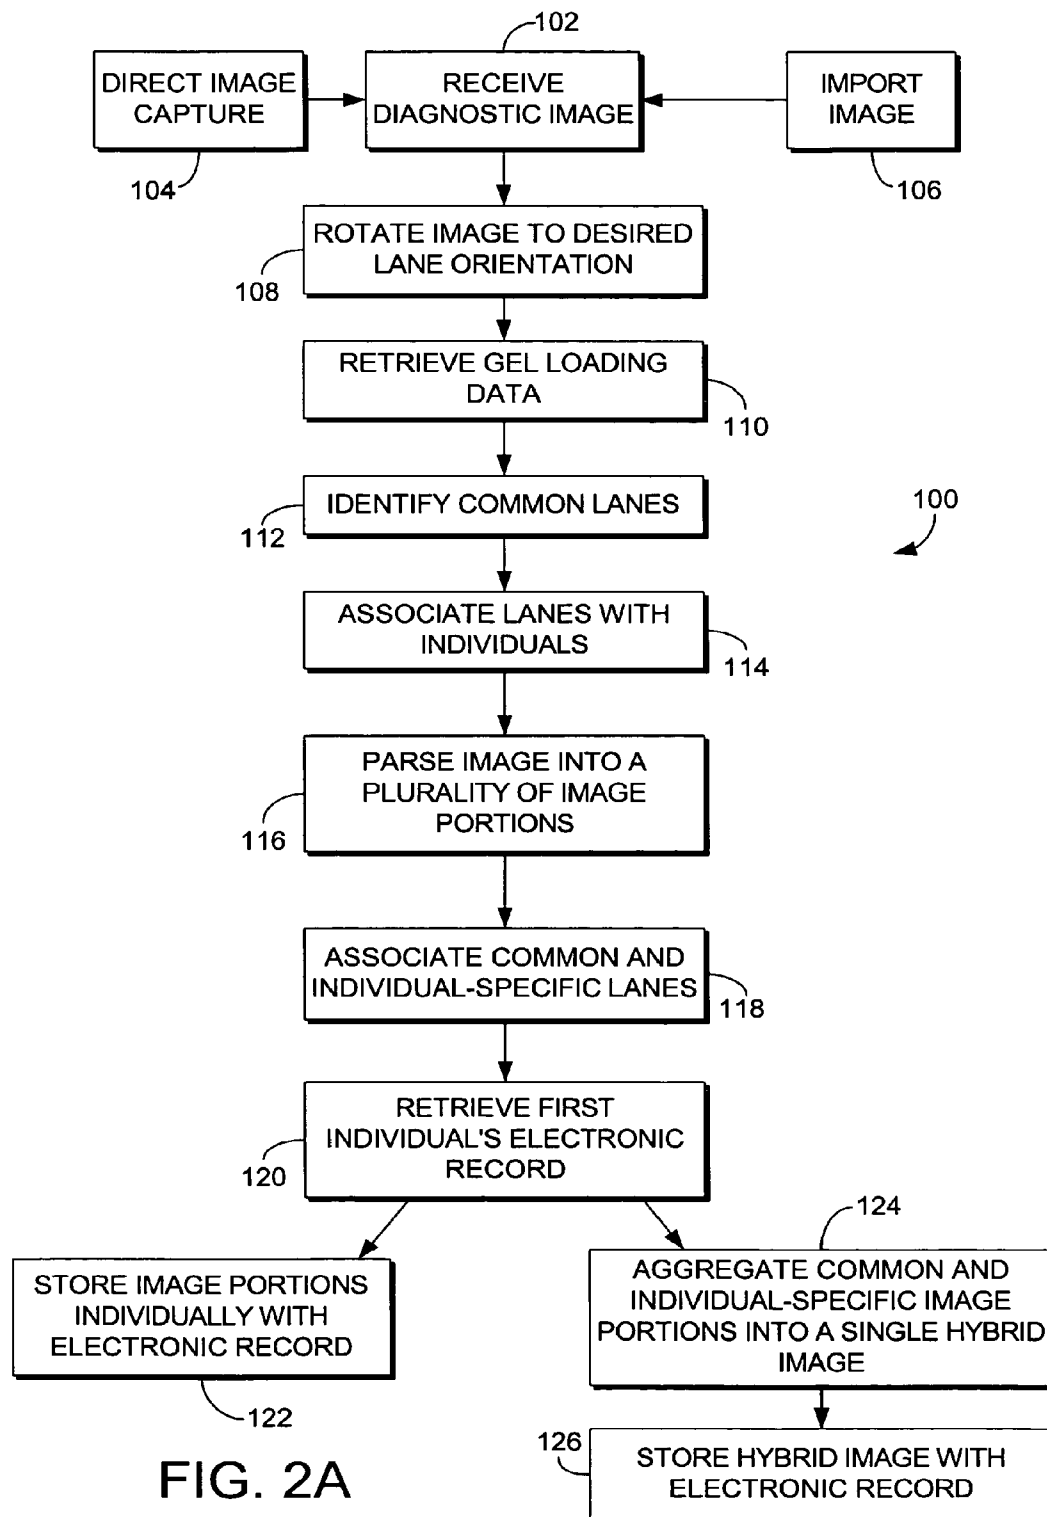 102
DIRECT IMAGE
CAPTURE
RECEIVE
DIAGNOSTIC IMAGE
IMPORT
IMAGE
104
106
ROTATE IMAGE TO DESIRED
LANE ORIENTATION
108
RETRIEVE GEL LOADING
DATA
110
IDENTIFY COMMON LANES
112
100
ASSOCIATE LANES WITH
INDIVIDUALS
114
PARSE IMAGE INTO A
PLURALITY OF IMAGE
PORTIONS
116
ASSOCIATE COMMON AND
INDIVIDUAL-SPECIFIC LANES
118
RETRIEVE FIRST
INDIVIDUAL'S ELECTRONIC
RECORD
120
STORE IMAGE PORTIONS
INDIVIDUALLY WITH
ELECTRONIC RECORD
122
124
AGGREGATE COMMON AND
INDIVIDUAL-SPECIFIC IMAGE
PORTIONS INTO A SINGLE HYBRID
IMAGE
126
STORE HYBRID IMAGE WITH
ELECTRONIC RECORD
FIG. 2A